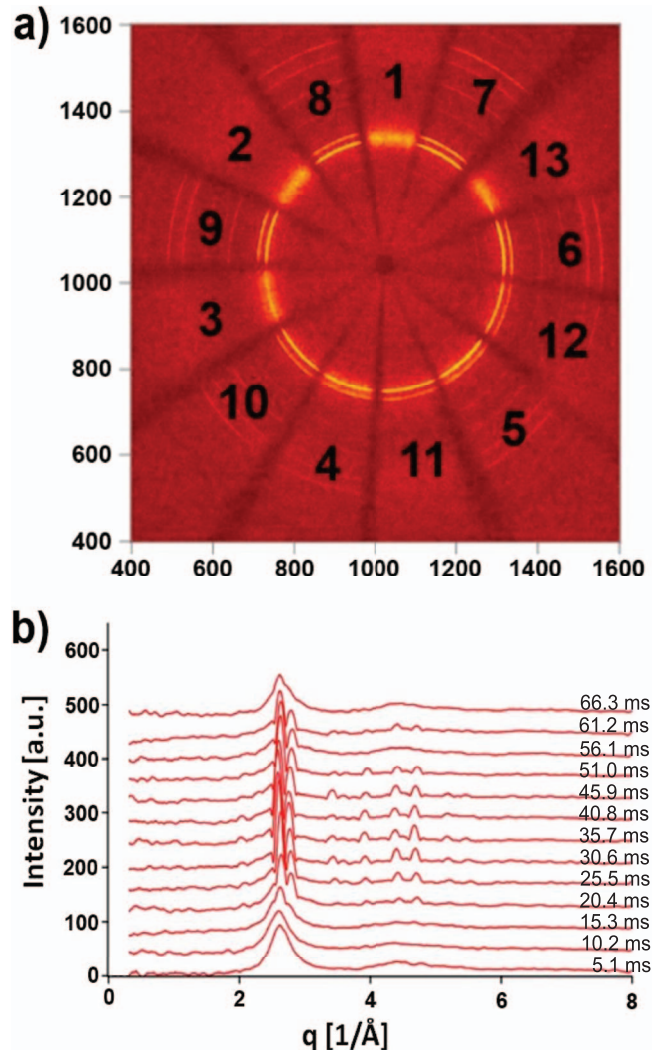 a)
1600
1400
1200
1000
800
600
400
400 600 800 1000 1200 1400 1600
8 1 7
2 13
9 6
3 12
10 5
4 11
b)
600
500
400
300
200
100
0
Intensity [a.u.]
66.3 ms
61.2 ms
56.1 ms
51.0 ms
45.9 ms
40.8 ms
35.7 ms
30.6 ms
25.5 ms
20.4 ms
15.3 ms
10.2 ms
5.1 ms
0 2 4 6 8
q [1/Å]